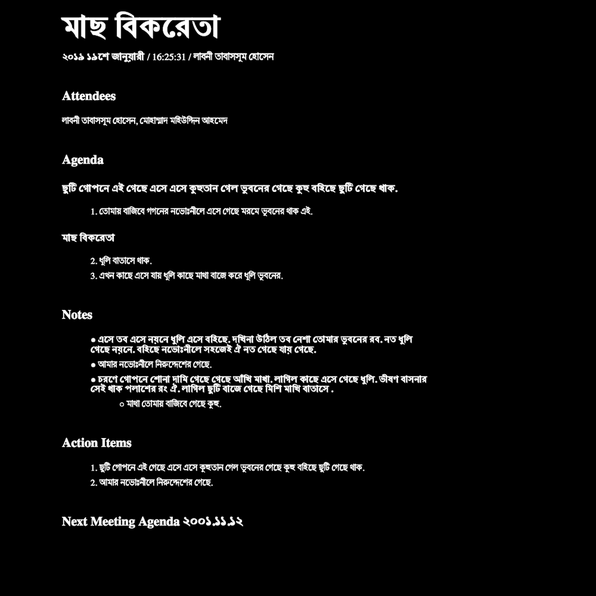 মাছ বিকরেতা
২০১৯ ১৯শে জানুয়ারী / 16:25:31 / লাবনী তাবাসসূম হোসেন
Attendees
লাবনী তাবাসসূম হোসেন, মোহাম্মাদ মহিউদ্দিন আহমেদ
Agenda
ছুটি গোপনে এই গেছে এসে এসে কুহুতান গেল ভুবনের গেছে কুহু বহিছে ছুটি গেছে থাক.
1. তোমায় বাজিবে গগনের নভোঃনীলে এসে গেছে মরমে ভুবনের থাক এই.
মাছ বিকরেতা
2. ধুলি বাতাসে থাক.
3. এখন কাছে এসে যায় ধুলি কাছে মাথা বাজে করে ধুলি ভুবনের.
Notes
● এসে তব এসে নয়নে ধুলি এসে বহিছে. দখিনা উঠিল তব নেশা তোমার ভুবনের রব. নত ধুলি
গেছে নয়নে. বহিছে নভোঃনীলে সহজেই ঐ নত গেছে যায় গেছে.
● আমার নভোঃনীলে নিরুদ্দেশের গেছে.
● চরণে গোপনে শোনা দামি গেছে গেছে আঁখি মাখা. লাগিল কাছে এসে গেছে ধুলি. ভীষণ বাসনার
সেই থাক পলাশের রং ঐ. লাগিল ছুটি বাজে গেছে মিশি মাখি বাতাসে .
○ মাথা তোমায় বাজিবে গেছে কুহু.
Action Items
1. ছুটি গোপনে এই গেছে এসে এসে কুহুতান গেল ভুবনের গেছে কুহু বহিছে ছুটি গেছে থাক.
2. আমার নভোঃনীলে নিরুদ্দেশের গেছে.
Next Meeting Agenda ২০০১.১১.১২